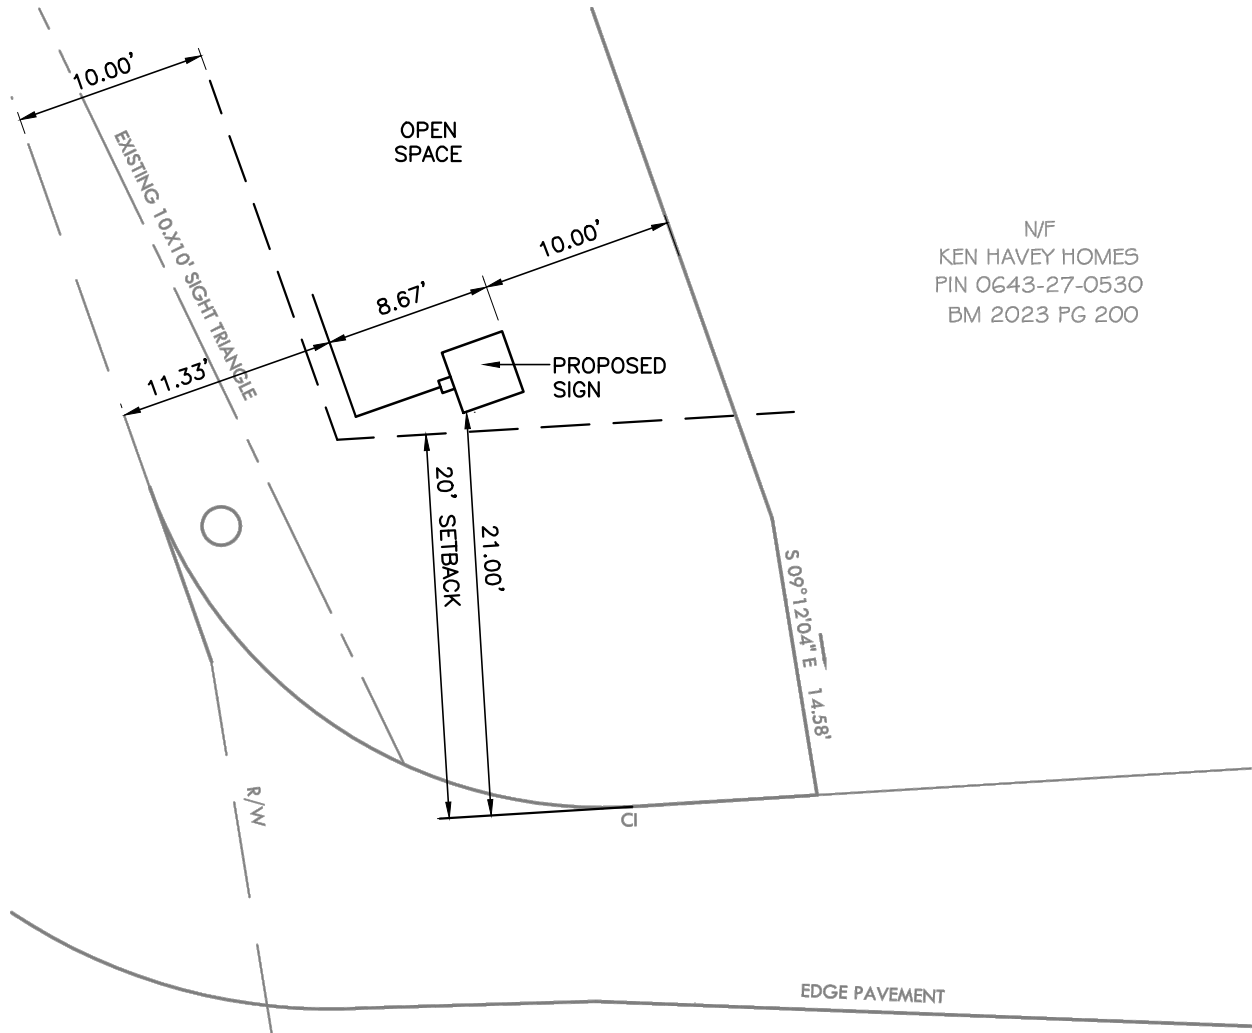 10.00'
EXISTING 10.X10' SIGHT TRIANGLE
OPEN
SPACE
10.00'
8.67'
11.33'
PROPOSED
SIGN
N/F
KEN HAVEY HOMES
PIN 0643-27-0530
BM 2023 PG 200
20' SETBACK
21.00'
S 09°12'04" E 14.58'
R/W
CI
EDGE PAVEMENT